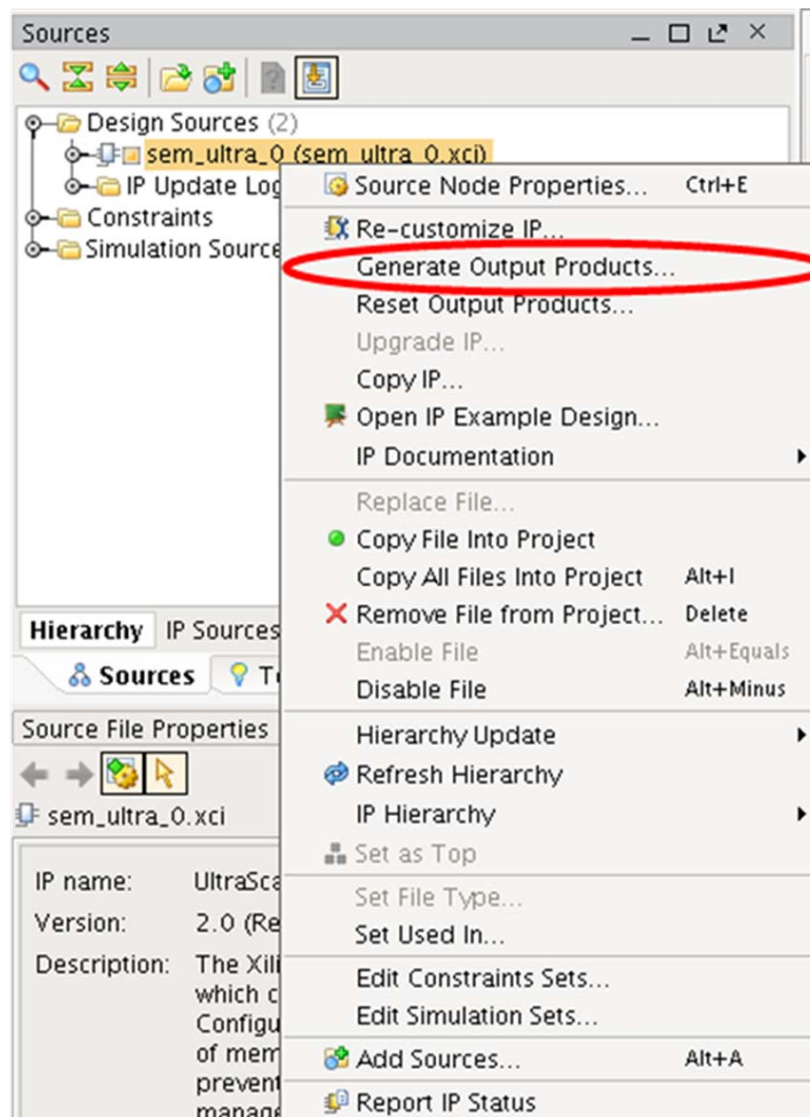 Sources
Design Sources (2)
sem_ultra_0 (sem_ultra_0.xci)
IP Update Log
Constraints
Simulation Source
Source Node Properties... Ctrl+E
Re-customize IP...
Generate Output Products...
Reset Output Products...
Upgrade IP...
Copy IP...
Open IP Example Design...
IP Documentation
Replace File...
Copy File Into Project
Copy All Files Into Project Alt+I
Remove File from Project... Delete
Enable File Alt+Equals
Disable File Alt+Minus
Hierarchy Update
Refresh Hierarchy
IP Hierarchy
Set as Top
Set File Type...
Set Used In...
Edit Constraints Sets...
Edit Simulation Sets...
Add Sources... Alt+A
Report IP Status
Hierarchy IP Sources
Sources Te
Source File Properties
sem_ultra_0.xci
IP name: UltraSca
Version: 2.0 (Re
Description: The Xili
which c
Configu
of mem
prevent
manage